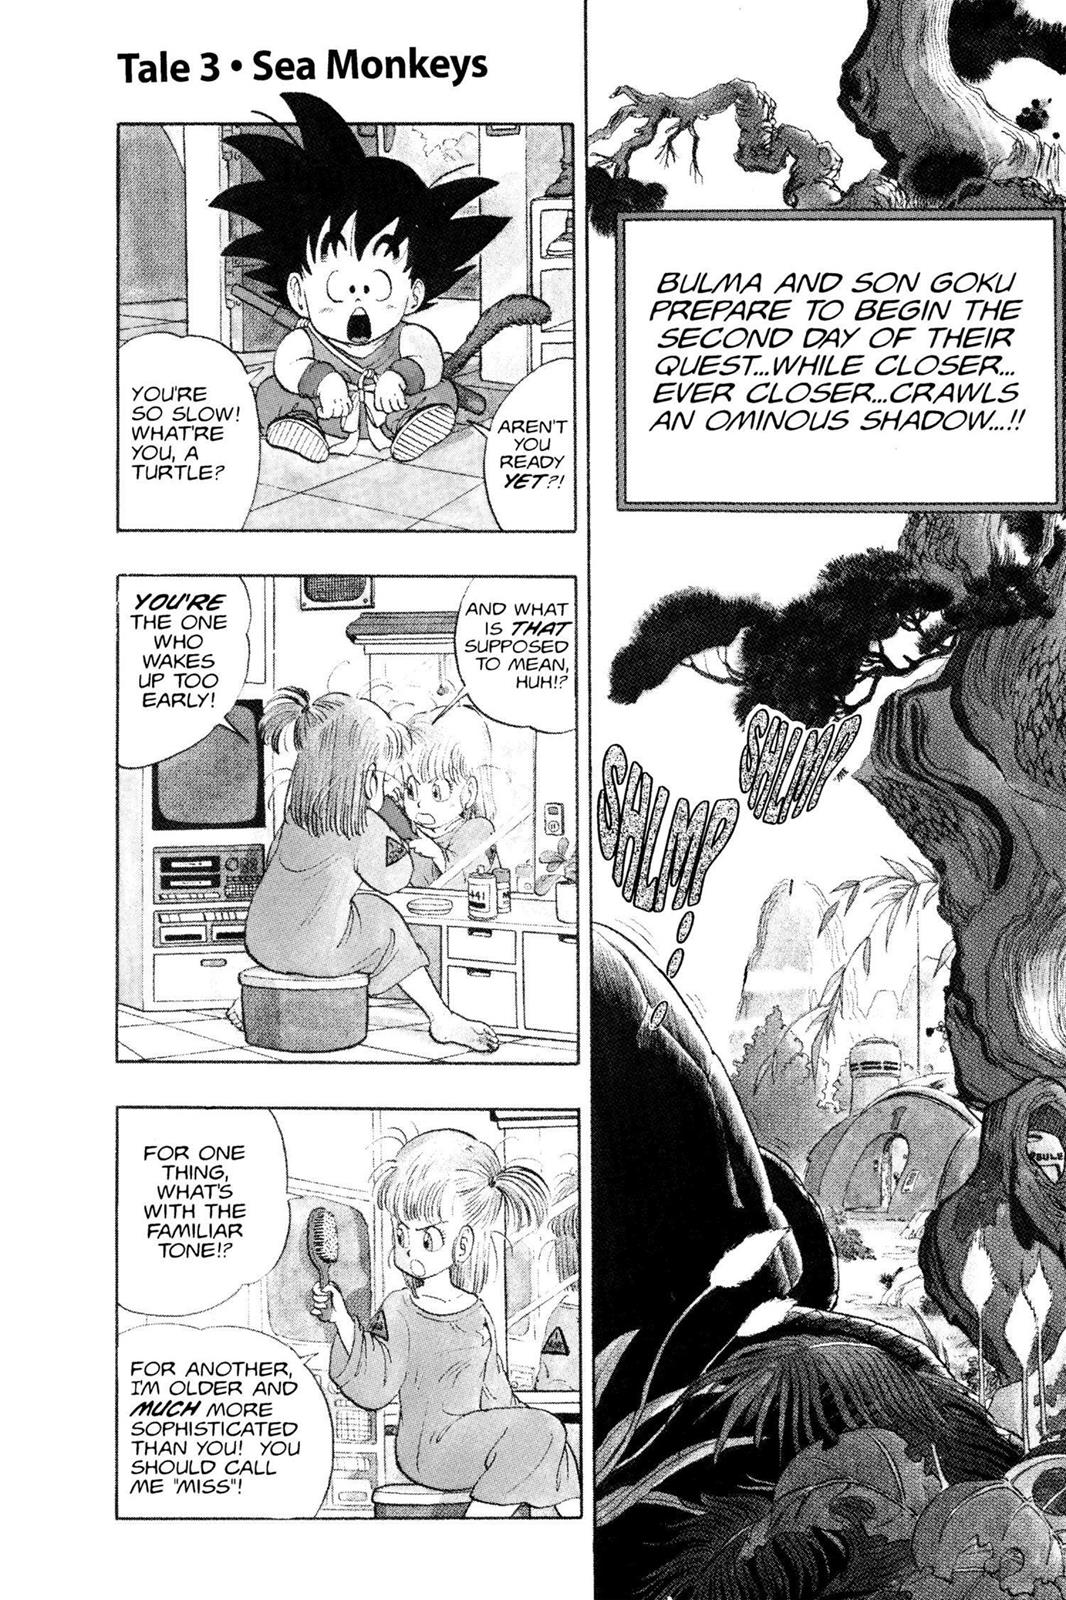 Tale 3 • Sea Monkeys
BULMA AND SON GOKU
PREPARE TO BEGIN THE
SECOND DAY OF THEIR
QUEST...WHILE CLOSER...
EVER CLOSER...CRAWLS
AN OMINOUS SHADOW...!!
SHLMP
SHLMP
BULE
AREN'T
YOU
READY
YET?!
YOU'RE
SO SLOW!
WHAT'RE
YOU, A
TURTLE?
AND WHAT
IS THAT
SUPPOSED
TO MEAN,
HUH!?
YOU'RE
THE ONE
WHO
WAKES
UP TOO
EARLY!
FOR ONE
THING,
WHAT'S
WITH THE
FAMILIAR
TONE!?
FOR ANOTHER,
I'M OLDER AND
MUCH MORE
SOPHISTICATED
THAN YOU! YOU
SHOULD CALL
ME "MISS"!